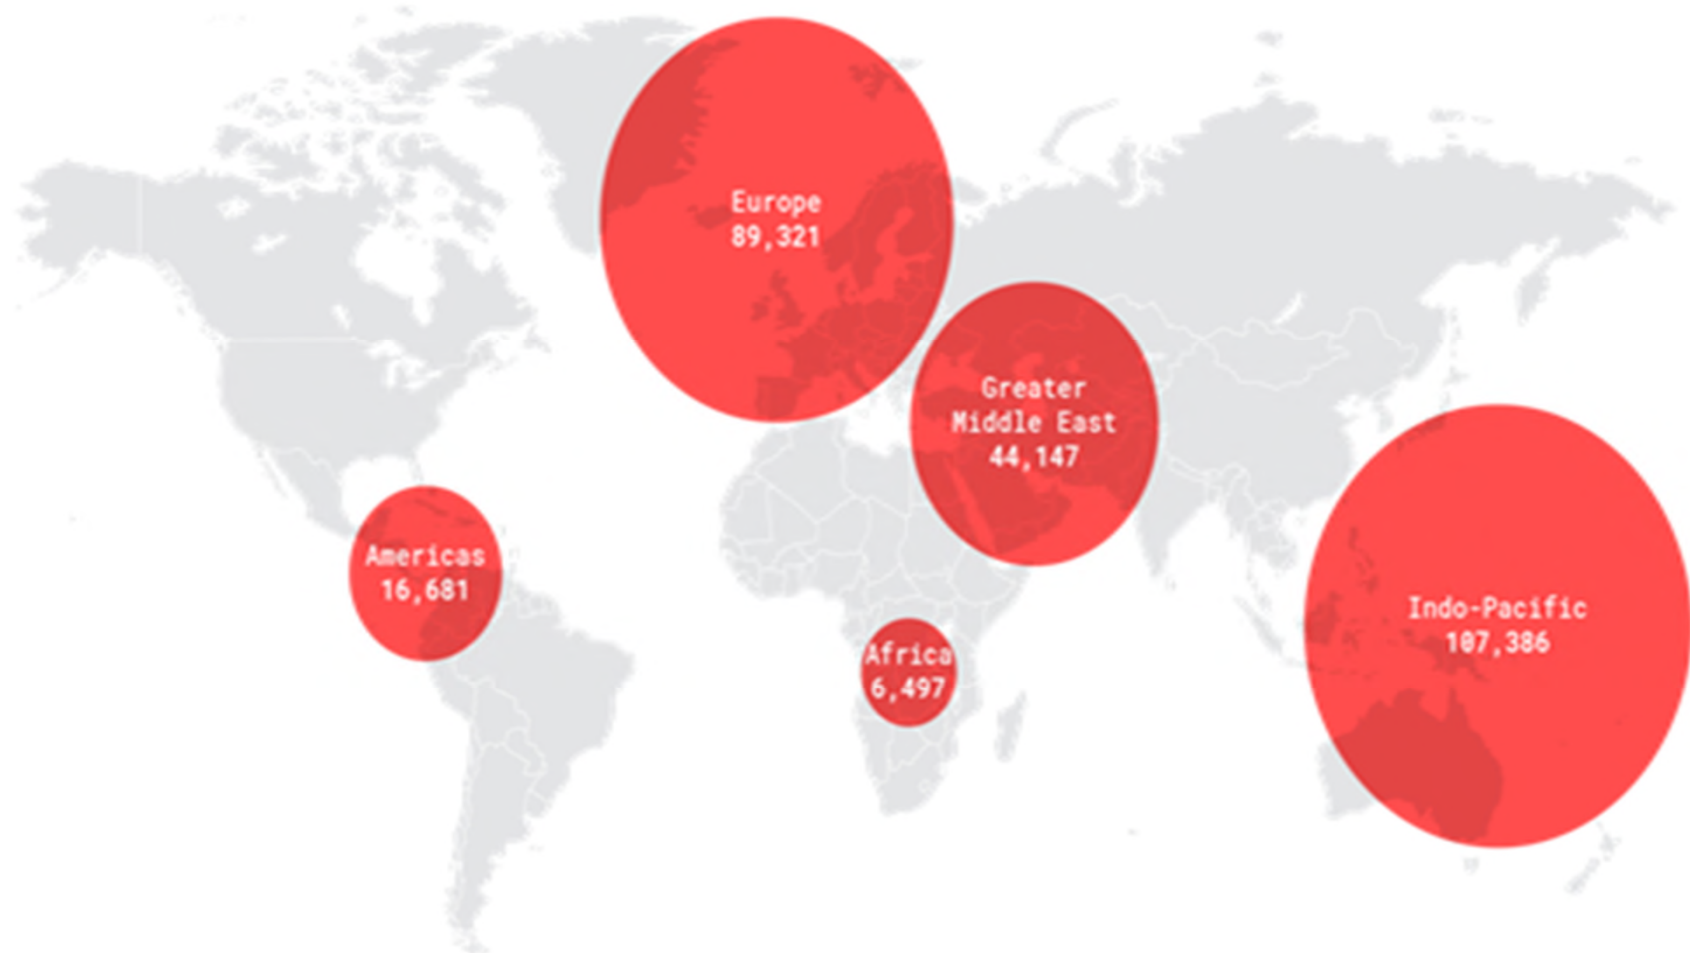 Europe
89,321
Greater
Middle East
44,147
Americas
16,681
Indo-Pacific
107,386
Africa
6,497